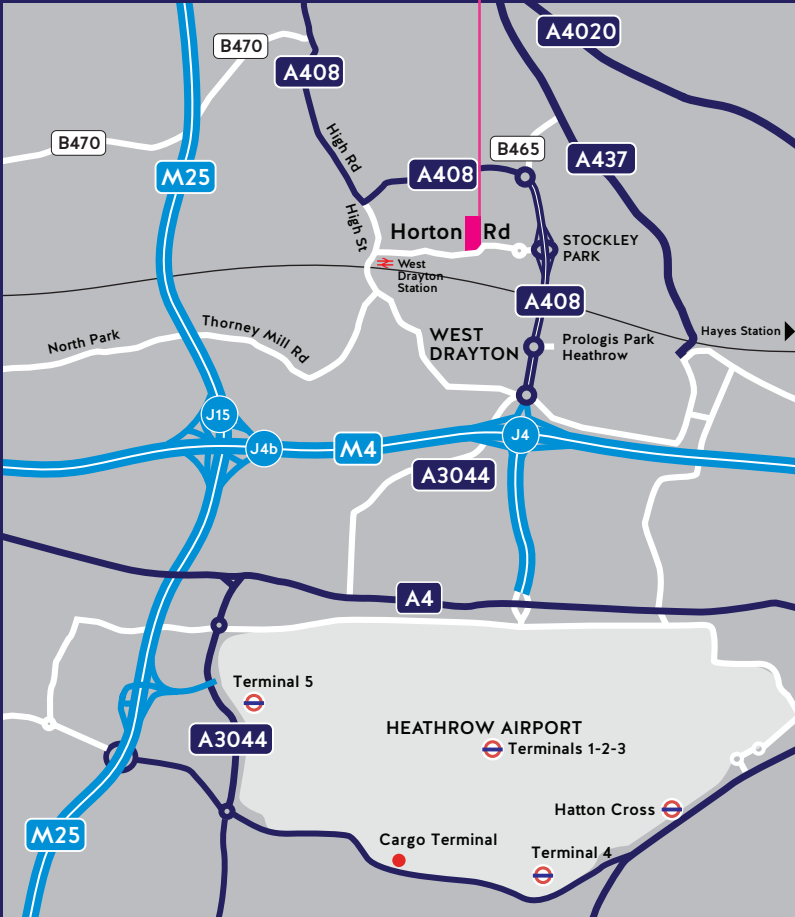 A4020
B470
A408
B470
High Rd
B465
A437
M25
A408
High St
Horton Rd
STOCKLEY
PARK
West
Drayton
Station
A408
North Park
Thorney Mill Rd
WEST
DRAYTON
Prologis Park
Heathrow
Hayes Station
J15
J4b
M4
J4
A3044
A4
Terminal 5
A3044
HEATHROW AIRPORT
Terminals 1-2-3
Hatton Cross
M25
Cargo Terminal
Terminal 4